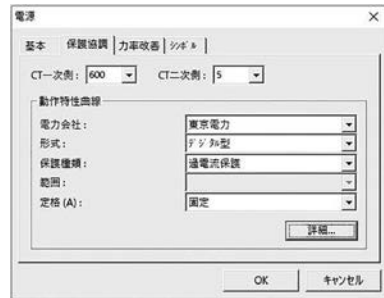 電源
基本 保護協調 力率改善 ｼﾝﾎﾞﾙ
CT一次側： 600 CT二次側： 5
動作特性曲線
電力会社： 東京電力
形式： ﾃﾞｼﾞﾀﾙ型
保護種類： 過電流保護
範囲：
定格(A)： 固定
詳細...
OK キャンセル